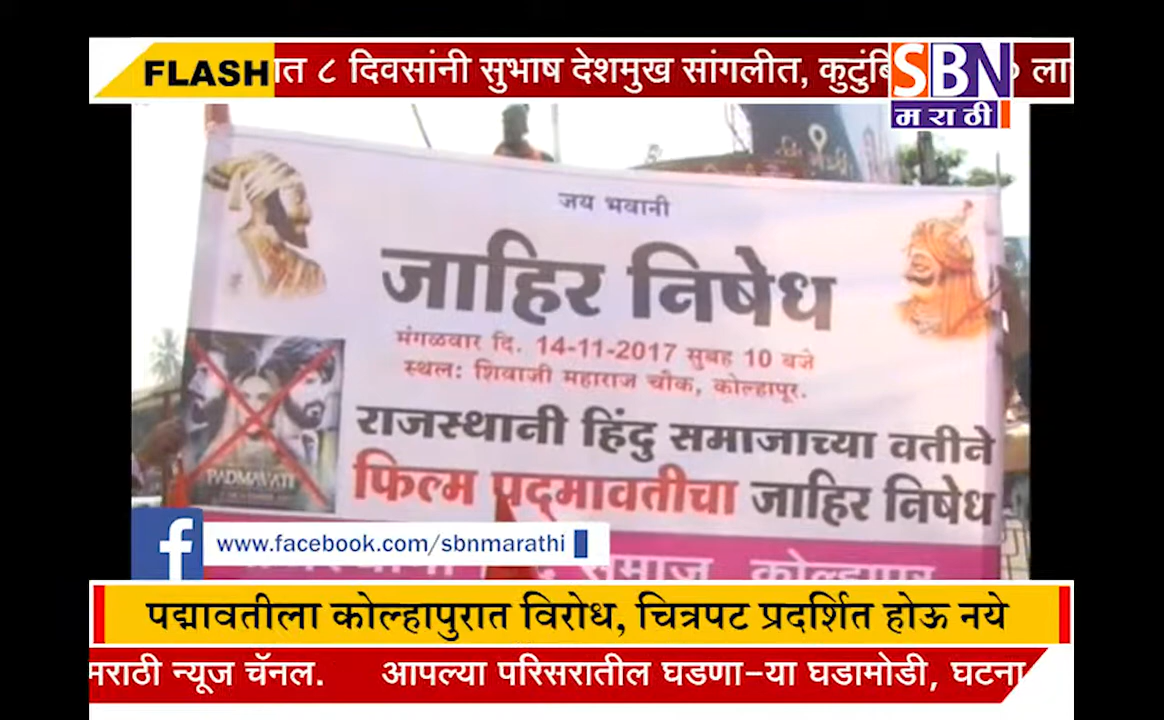 FLASH
ात ८ दिवसांनी सुभाष देशमुख सांगलीत,
ला
SBN
मराठी
जय भवानी
जाहिर निषेध
मंगळवार दि. 14-11-2017 सुबह 10 बजे
स्थल: शिवाजी महाराज चौक, कोल्हापूर.
राजस्थानी हिंदु समाजाच्या वतीने
फिल्म पद्‌मावतीचा जाहिर निषेध
PADMAVATI
समाज कोल्हापूर
f www.facebook.com/sbnmarathi
पद्मावतीला कोल्हापुरात विरोध, चित्रपट प्रदर्शित होऊ नये
मराठी न्यूज चॅनल. आपल्या परिसरातील घडणा-या घडामोडी, घटना